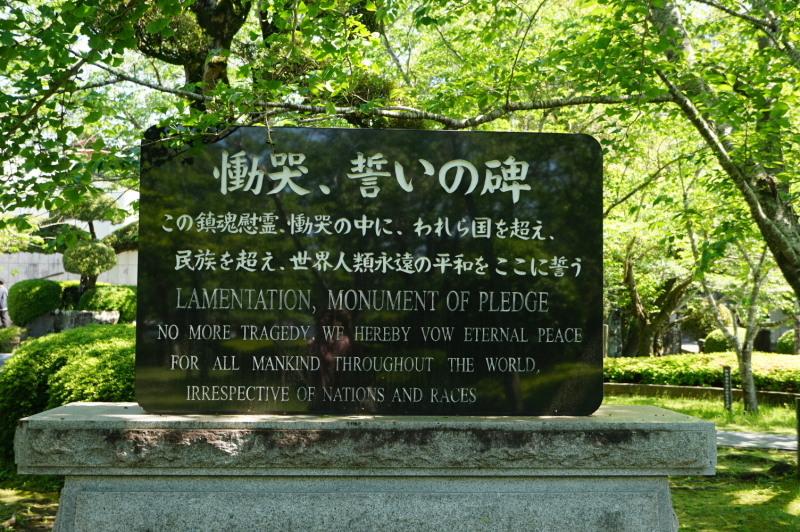 慟哭、誓いの碑
この鎮魂慰霊、慟哭の中に、われら国を超え、
民族を超え、世界人類永遠の平和を ここに誓う
LAMENTATION, MONUMENT OF PLEDGE
NO MORE TRAGEDY, WE HEREBY VOW ETERNAL PEACE
FOR ALL MANKIND THROUGHOUT THE WORLD,
IRRESPECTIVE OF NATIONS AND RACES